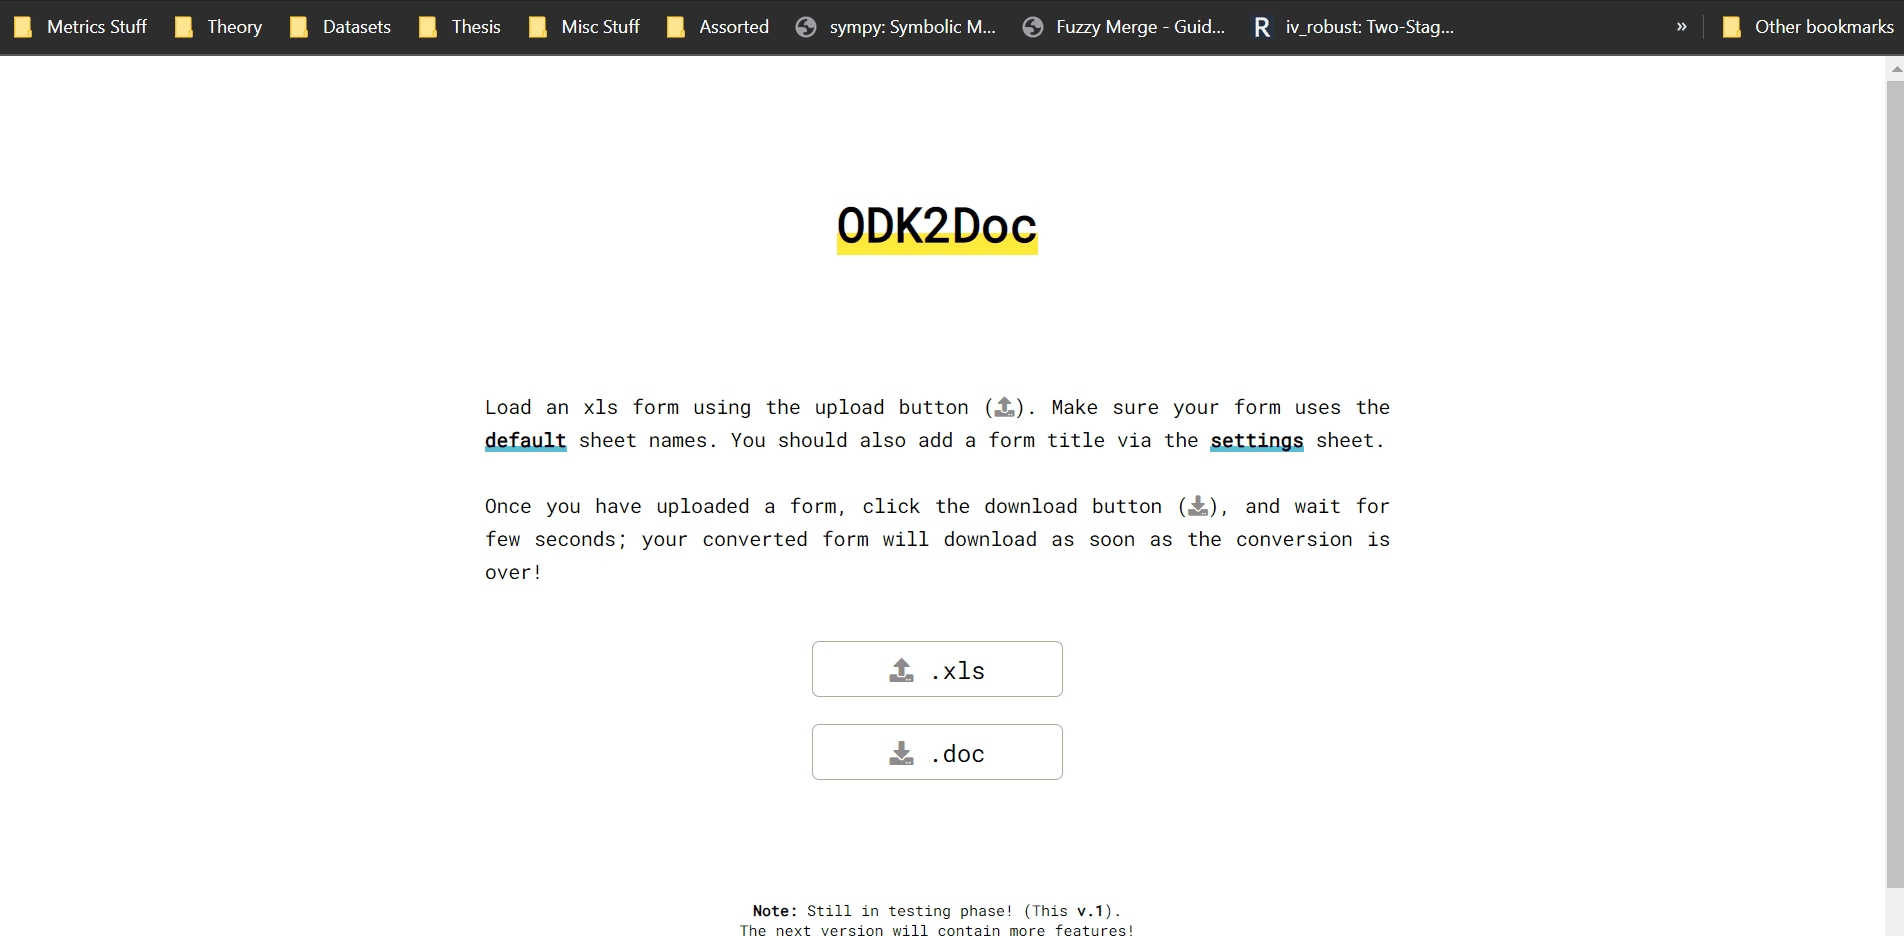 Metrics Stuff Theory Datasets Thesis Misc Stuff Assorted sympy: Symbolic M... Fuzzy Merge - Guid... R iv_robust: Two-Stag... » Other bookmarks
ODK2Doc
Load an xls form using the upload button (). Make sure your form uses the
default sheet names. You should also add a form title via the settings sheet.
Once you have uploaded a form, click the download button (), and wait for
few seconds; your converted form will download as soon as the conversion is
over!
.xls
.doc
Note: Still in testing phase! (This v.1).
The next version will contain more features!